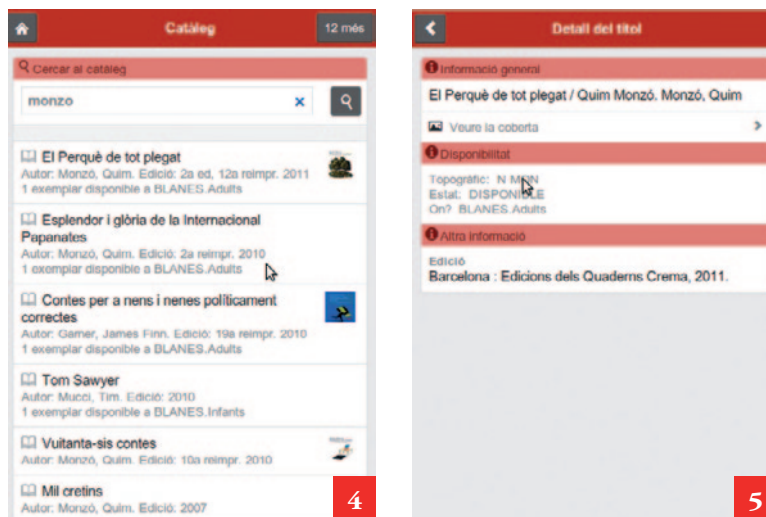 Catàleg
12 més
Cercar al catàleg
monzo
El Perquè de tot plegat
Autor: Monzó, Quim. Edició: 2a ed, 12a reimpr. 2011
1 exemplar disponible a BLANES.Adults
Esplendor i glòria de la Internacional
Papanates
Autor: Monzó, Quim. Edició: 2a reimpr. 2010
1 exemplar disponible a BLANES.Adults
Contes per a nens i nenes políticament
correctes
Autor: Garner, James Finn. Edició: 19a reimpr. 2010
1 exemplar disponible a BLANES.Adults
Tom Sawyer
Autor: Mucci, Tim. Edició: 2010
1 exemplar disponible a BLANES.Infants
Vuitanta-sis contes
Autor: Monzó, Quim. Edició: 10a reimpr. 2010
Mil cretins
Autor: Monzó, Quim. Edició: 2007
4
Detall del títol
Informació general
El Perquè de tot plegat / Quim Monzó. Monzó, Quim
Veure la coberta
Disponibilitat
Topogràfic: N MON
Estat: DISPONIBLE
On? BLANES.Adults
Altra informació
Edició
Barcelona : Edicions dels Quaderns Crema, 2011.
5